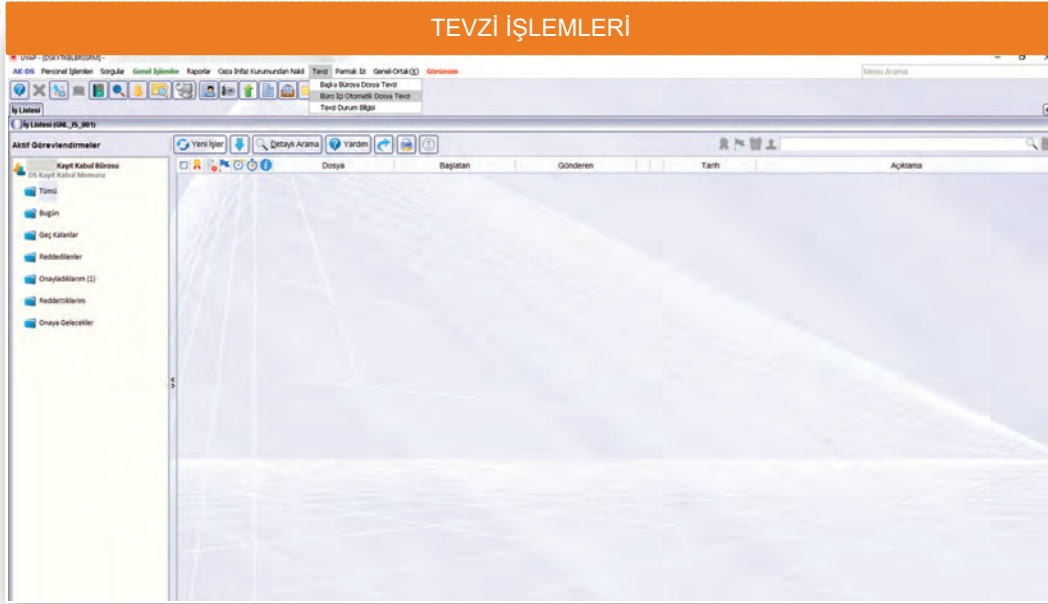 TEVZİ İŞLEMLERİ
UYAP - [DSKYTKBLBRSSPRM] -
AK-DS Personel İşlemleri Sorgular Genel İşlemler Raporlar Ceza İnfaz Kurumundan Nakil Tevzi Parmak İzi Genel-Ortak(X) Görünüm Menü Arama
Başka Büroya Dosya Tevzi
Büro İçi Otomatik Dosya Tevzi
Tevzi Durum Bilgisi
İş Listesi
İş Listesi (GNL_İS_001)
Aktif Görevlendirmeler Yeni İşler Detaylı Arama Yardım
Kayıt Kabul Bürosu
DS Kayıt Kabul Memuru
Dosya Başlatan Gönderen Tarih Açıklama
Tümü
Bugün
Geç Kalanlar
Reddedilenler
Onayladıklarım (1)
Reddettiklerim
Onaya Gelecekler